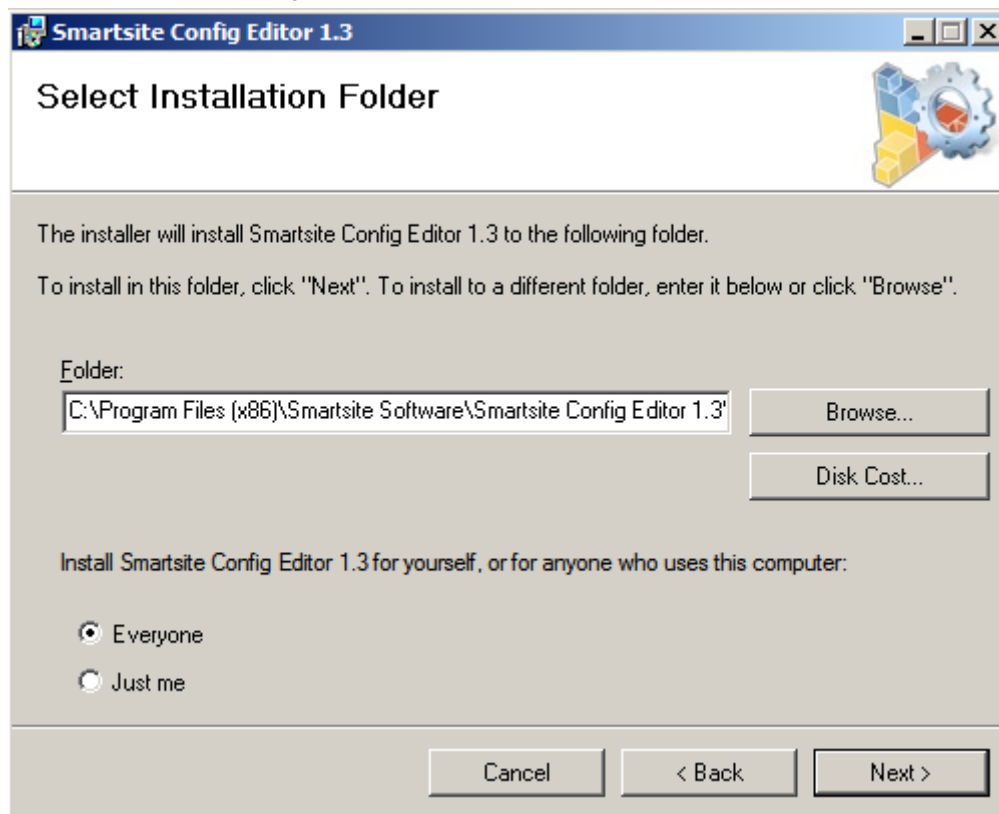 Smartsite Config Editor 1.3
Select Installation Folder
The installer will install Smartsite Config Editor 1.3 to the following folder.
To install in this folder, click "Next". To install to a different folder, enter it below or click "Browse".
Folder:
C:\Program Files (x86)\Smartsite Software\Smartsite Config Editor 1.3
Browse...
Disk Cost...
Install Smartsite Config Editor 1.3 for yourself, or for anyone who uses this computer:
Everyone
Just me
Cancel
< Back
Next >